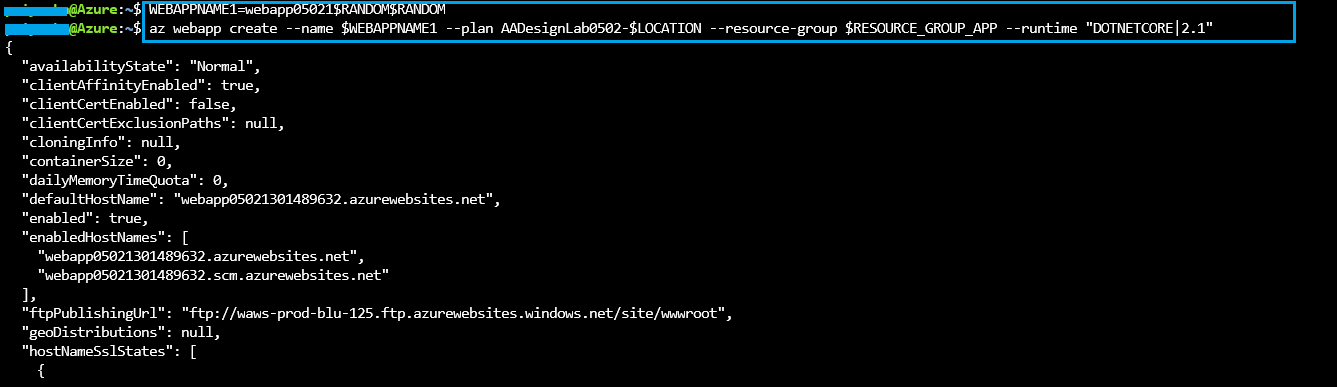 @Azure:~$ WEBAPPNAME1=webapp05021$RANDOM$RANDOM
@Azure:~$ az webapp create --name $WEBAPPNAME1 --plan AADesignLab0502-$LOCATION --resource-group $RESOURCE_GROUP_APP --runtime "DOTNETCORE|2.1"
{
"availabilityState": "Normal",
"clientAffinityEnabled": true,
"clientCertEnabled": false,
"clientCertExclusionPaths": null,
"cloningInfo": null,
"containerSize": 0,
"dailyMemoryTimeQuota": 0,
"defaultHostName": "webapp05021301489632.azurewebsites.net",
"enabled": true,
"enabledHostNames": [
"webapp05021301489632.azurewebsites.net",
"webapp05021301489632.scm.azurewebsites.net"
],
"ftpPublishingUrl": "ftp://waws-prod-blu-125.ftp.azurewebsites.windows.net/site/wwwroot",
"geoDistributions": null,
"hostNameSslStates": [
{